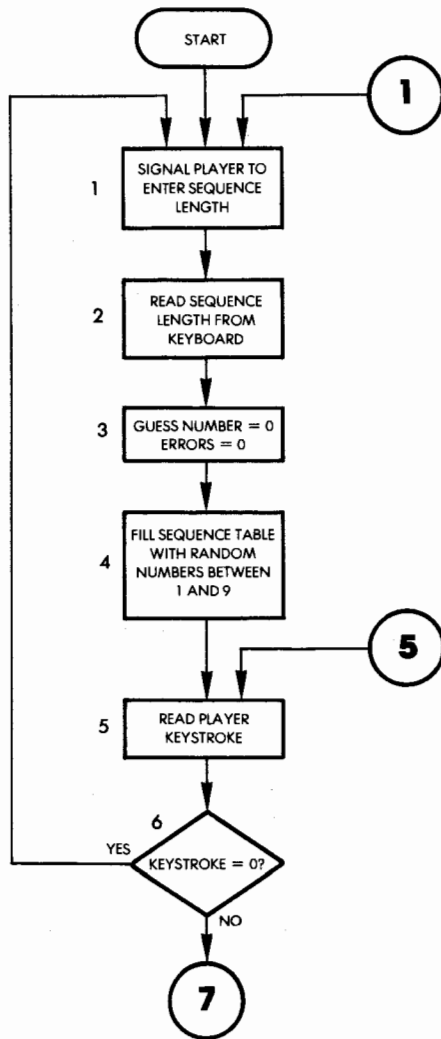 START
1
1
SIGNAL PLAYER TO
ENTER SEQUENCE
LENGTH
2
READ SEQUENCE
LENGTH FROM
KEYBOARD
3
GUESS NUMBER = 0
ERRORS = 0
4
FILL SEQUENCE TABLE
WITH RANDOM
NUMBERS BETWEEN
1 AND 9
5
5
READ PLAYER
KEYSTROKE
6
YES
KEYSTROKE = 0?
NO
7